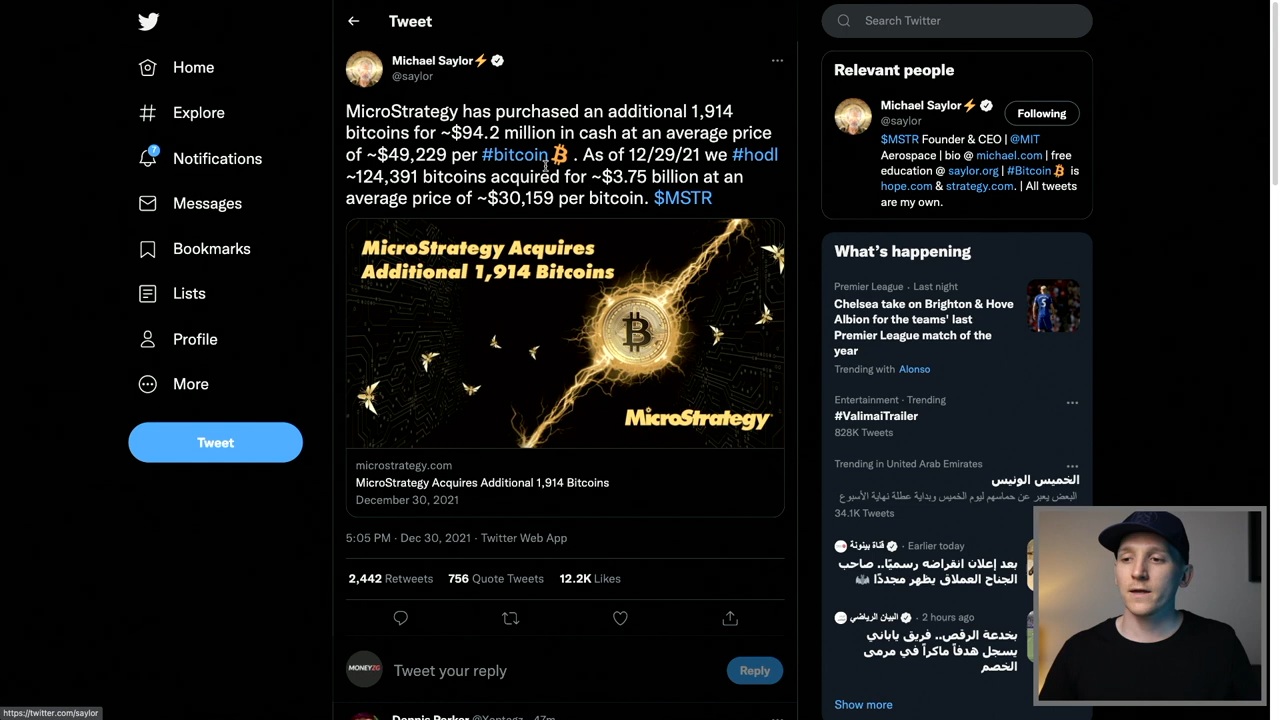 Home
Explore
7
Notifications
Messages
Bookmarks
Lists
Profile
More
Tweet
Tweet
Michael Saylor⚡
@saylor
MicroStrategy has purchased an additional 1,914
bitcoins for ~$94.2 million in cash at an average price
of ~$49,229 per #bitcoin . As of 12/29/21 we #hodl
~124,391 bitcoins acquired for ~$3.75 billion at an
average price of ~$30,159 per bitcoin. $MSTR
MicroStrategy Acquires
Additional 1,914 Bitcoins
MicroStrategy
microstrategy.com
MicroStrategy Acquires Additional 1,914 Bitcoins
December 30, 2021
5:05 PM · Dec 30, 2021 · Twitter Web App
2,442 Retweets 756 Quote Tweets 12.2K Likes
MONEYZG
Tweet your reply
Reply
Search Twitter
Relevant people
Michael Saylor⚡
@saylor
Following
$MSTR Founder & CEO | @MIT
Aerospace | bio @ michael.com | free
education @ saylor.org | #Bitcoin is
hope.com & strategy.com. | All tweets
are my own.
What's happening
Premier League · Last night
Chelsea take on Brighton & Hove
Albion for the teams' last
Premier League match of the
year
Trending with Alonso
Entertainment · Trending
#ValimaiTrailer
828K Tweets
Trending in United Arab Emirates
الخميس الونيس
البعض يعبر عن حماسهم ليوم الخميس وبداية عطلة نهاية الأسبوع
34.1K Tweets
قناة بينونة · Earlier today
بعد إعلان انقراضه رسميًا.. صاحب
الجناح العملاق يظهر مجددًا
البيان الرياضي · 2 hours ago
بخدعة الرقص.. فريق ياباني
يسجل هدفاً ماكراً في مرمى
الخصم
Show more
https://twitter.com/saylor